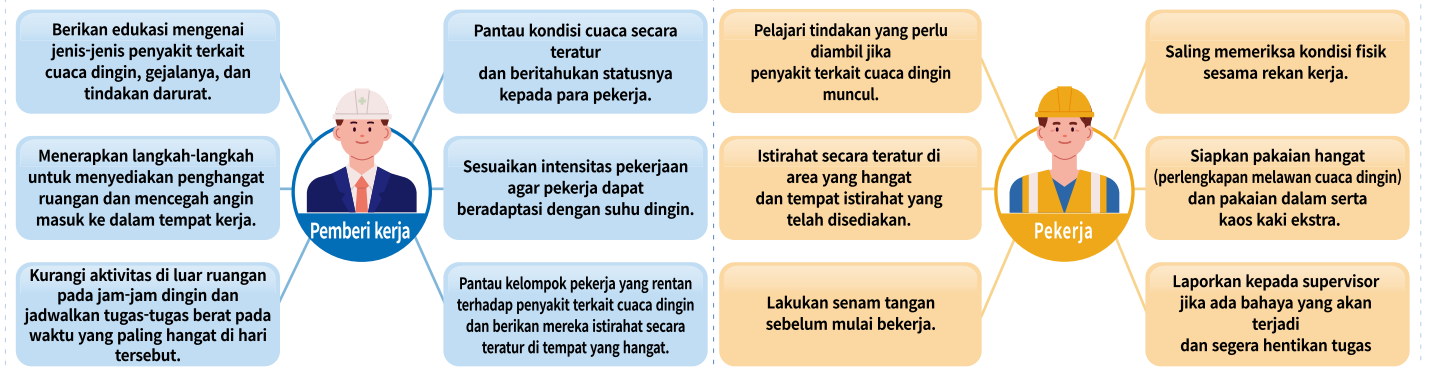 Berikan edukasi mengenai
jenis-jenis penyakit terkait
cuaca dingin, gejalanya, dan
tindakan darurat.
Menerapkan langkah-langkah
untuk menyediakan penghangat
ruangan dan mencegah angin
masuk ke dalam tempat kerja.
Kurangi aktivitas di luar ruangan
pada jam-jam dingin dan
jadwalkan tugas-tugas berat pada
waktu yang paling hangat di hari
tersebut.
Pemberi kerja
Pantau kondisi cuaca secara
teratur
dan beritahukan statusnya
kepada para pekerja.
Sesuaikan intensitas pekerjaan
agar pekerja dapat
beradaptasi dengan suhu dingin.
Pantau kelompok pekerja yang rentan
terhadap penyakit terkait cuaca dingin
dan berikan mereka istirahat secara
teratur di tempat yang hangat.
Pelajari tindakan yang perlu
diambil jika
penyakit terkait cuaca dingin
muncul.
Istirahat secara teratur di
area yang hangat
dan tempat istirahat yang
telah disediakan.
Lakukan senam tangan
sebelum mulai bekerja.
Pekerja
Saling memeriksa kondisi fisik
sesama rekan kerja.
Siapkan pakaian hangat
(perlengkapan melawan cuaca dingin)
dan pakaian dalam serta
kaos kaki ekstra.
Laporkan kepada supervisor
jika ada bahaya yang akan
terjadi
dan segera hentikan tugas